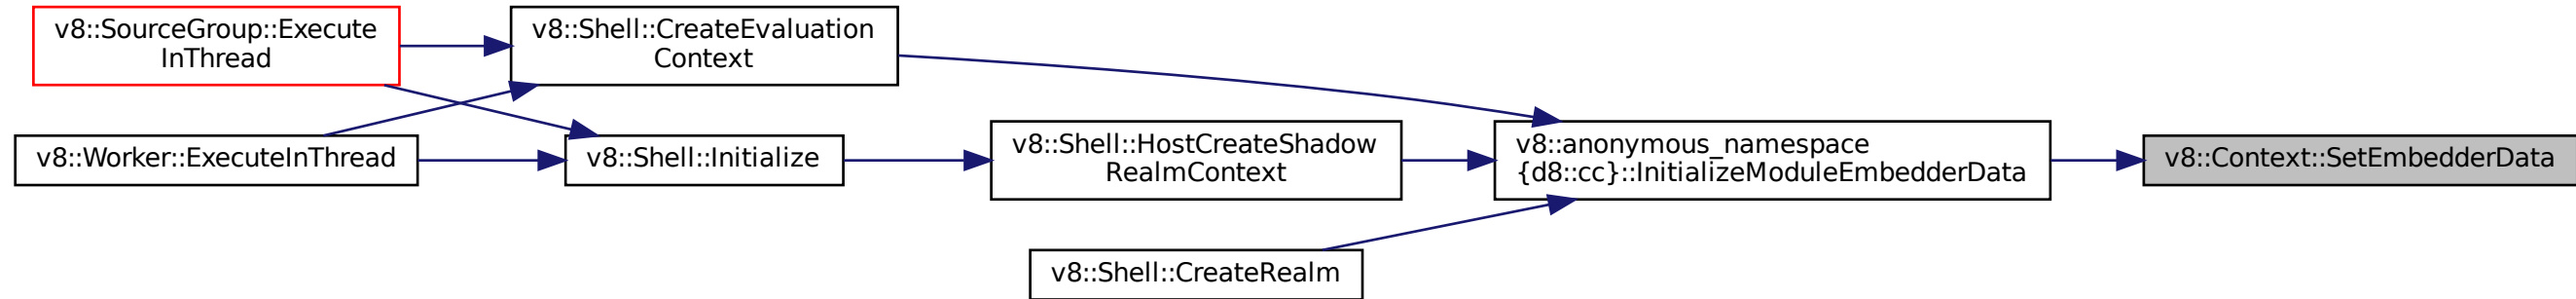 v8::SourceGroup::Execute
InThread
v8::Shell::CreateEvaluation
Context
v8::Worker::ExecuteInThread
v8::Shell::Initialize
v8::Shell::HostCreateShadow
RealmContext
v8::anonymous_namespace
{d8::cc}::InitializeModuleEmbedderData
v8::Context::SetEmbedderData
v8::Shell::CreateRealm